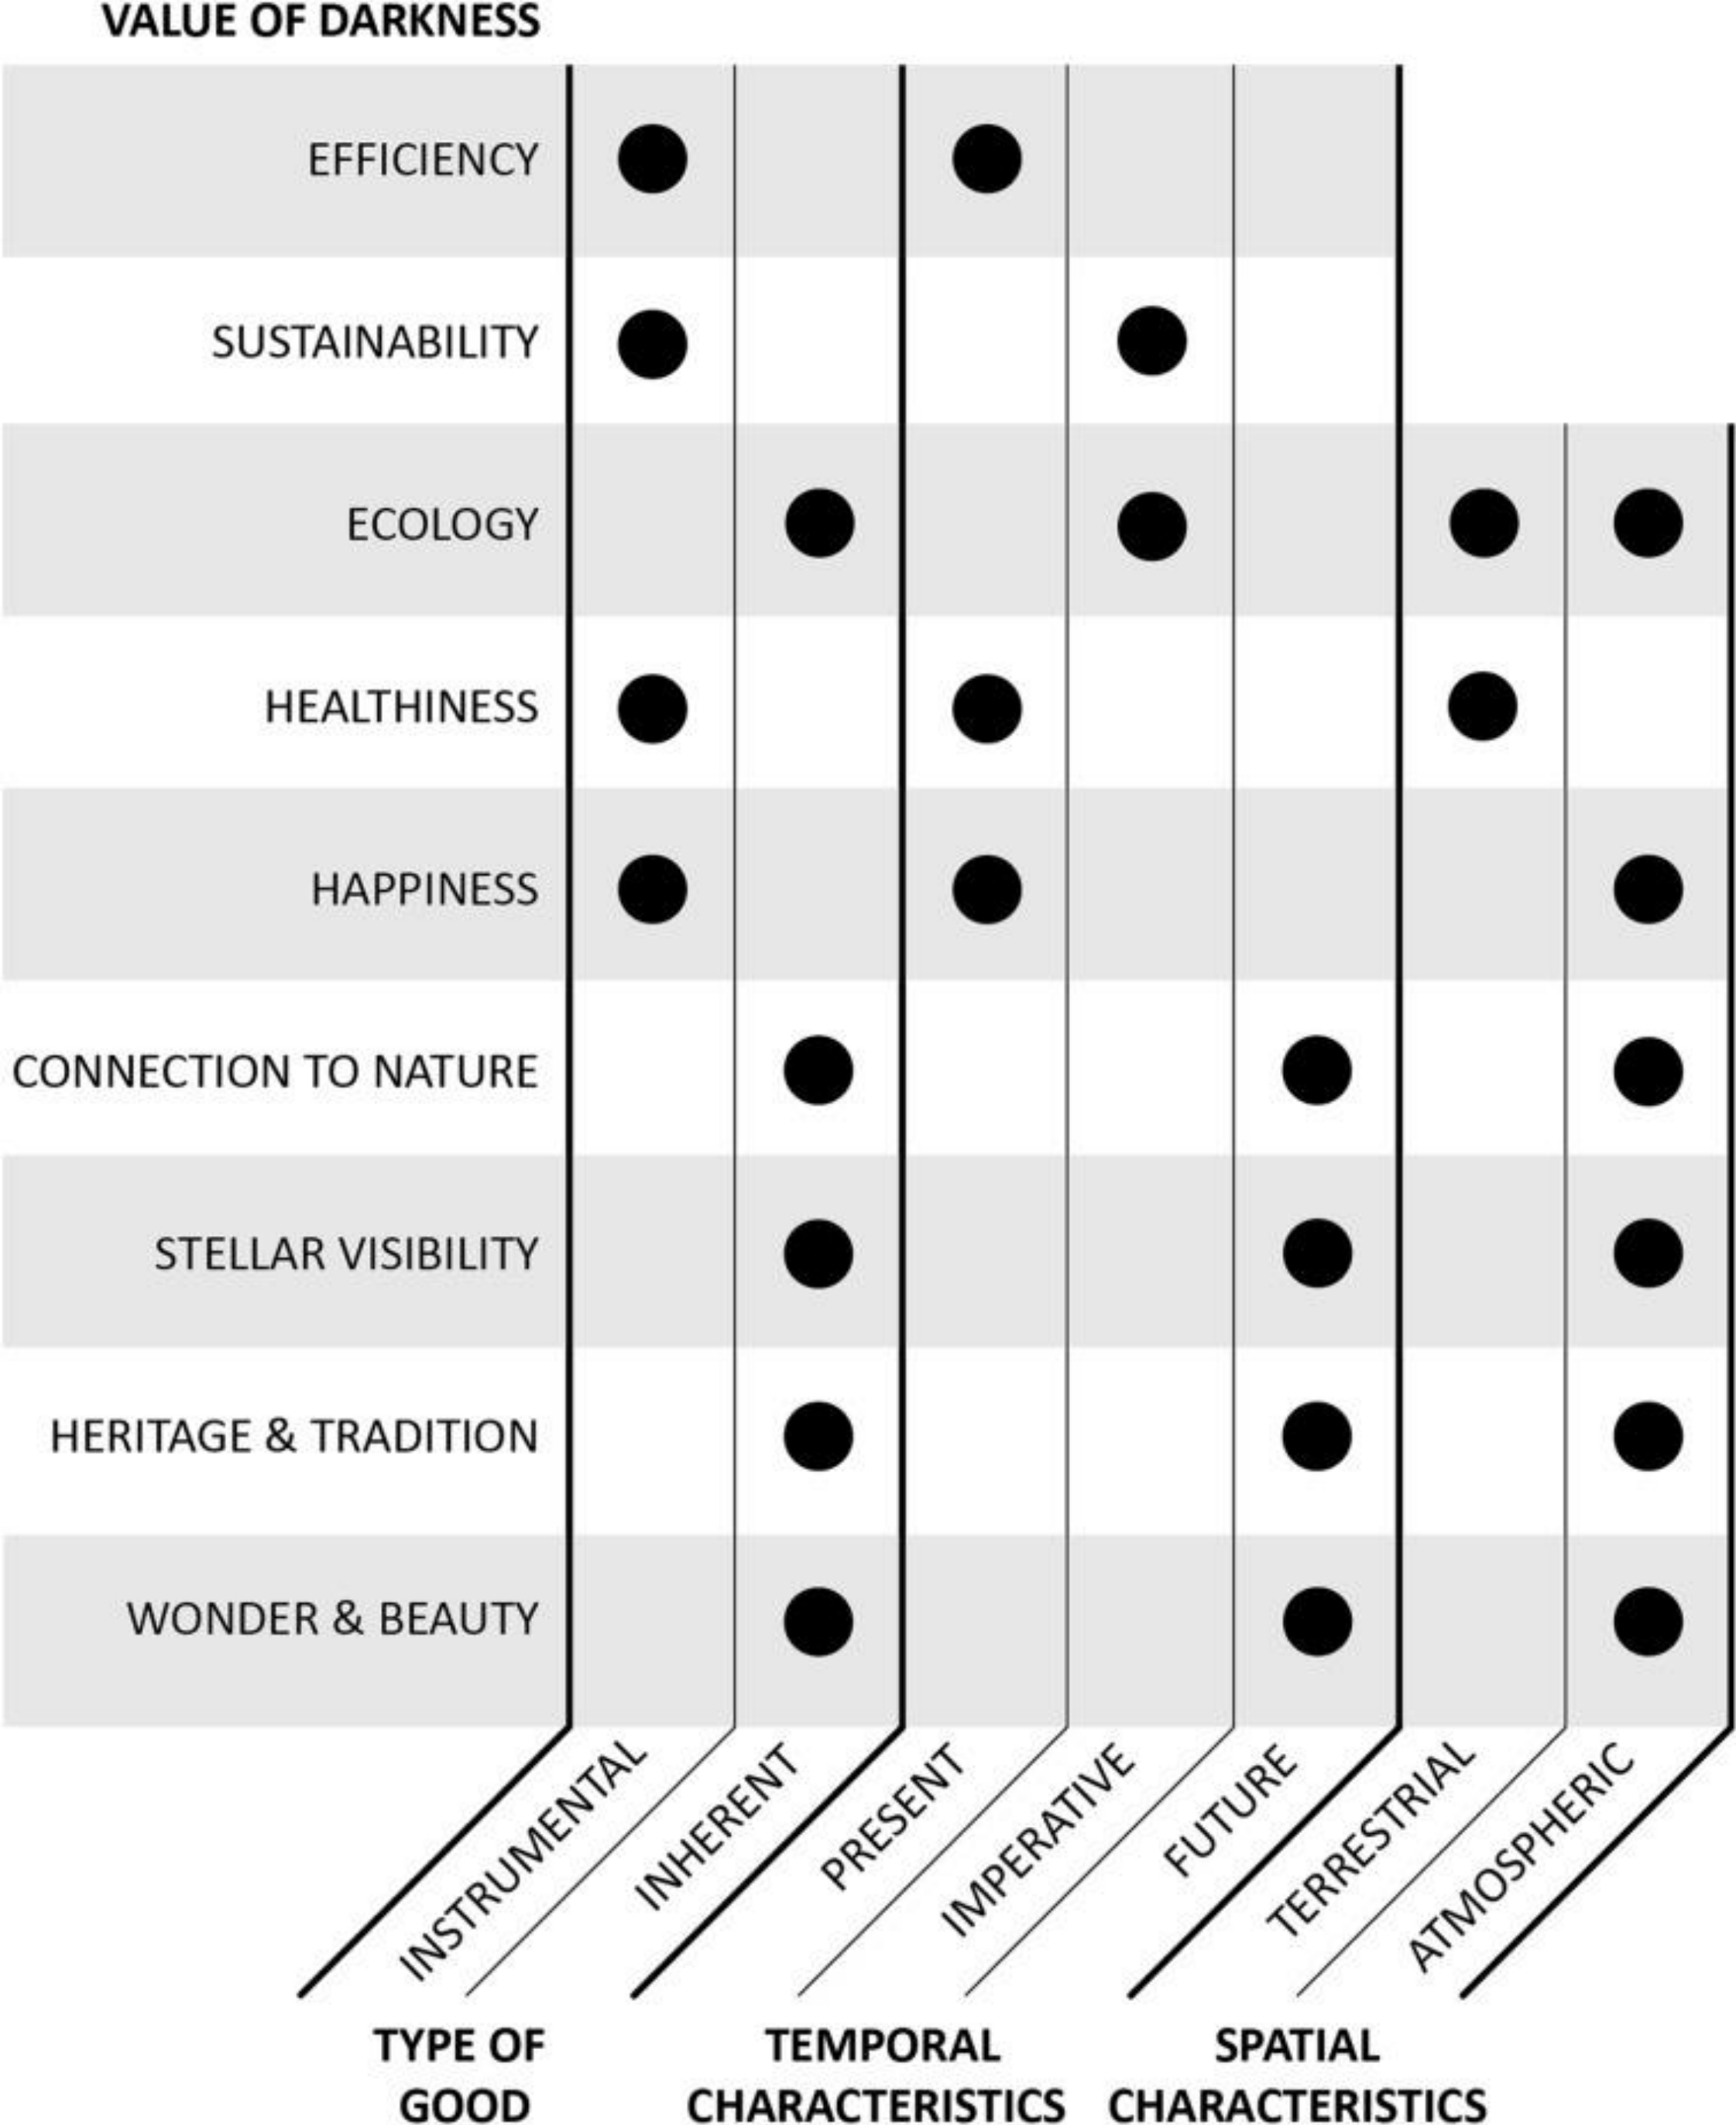 VALUE OF DARKNESS
EFFICIENCY
SUSTAINABILITY
ECOLOGY
HEALTHINESS
HAPPINESS
CONNECTION TO NATURE
STELLAR VISIBILITY
HERITAGE & TRADITION
WONDER & BEAUTY
INSTRUMENTAL
INHERENT
PRESENT
IMPERATIVE
FUTURE
TERRESTRIAL
ATMOSPHERIC
TYPE OF
GOOD
TEMPORAL
CHARACTERISTICS
SPATIAL
CHARACTERISTICS